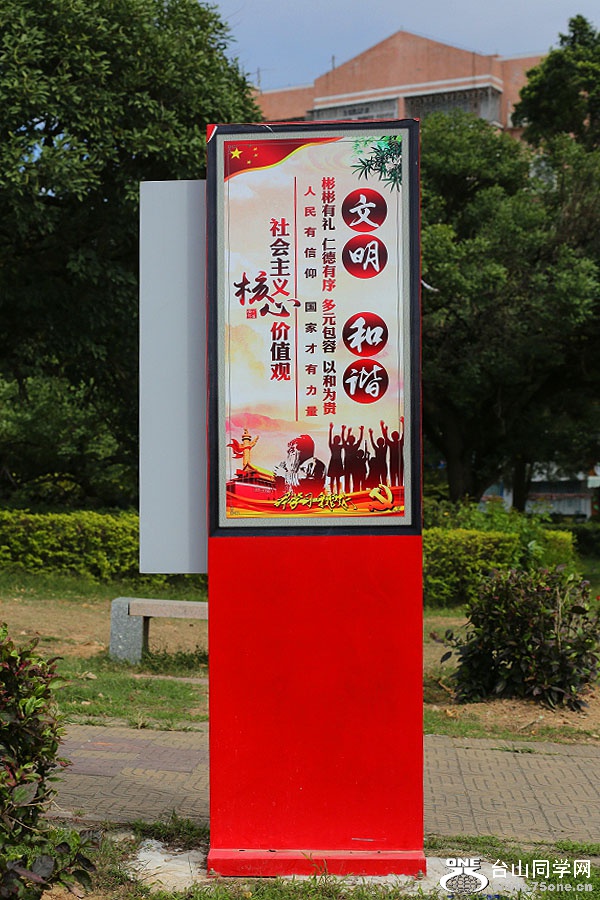 文明 和谐
彬彬有礼 仁德有序 多元包容 以和为贵
人民有信仰 国家才有力量
社会主义
核心
价值观
ONE
台山同学网
www.75one.cn